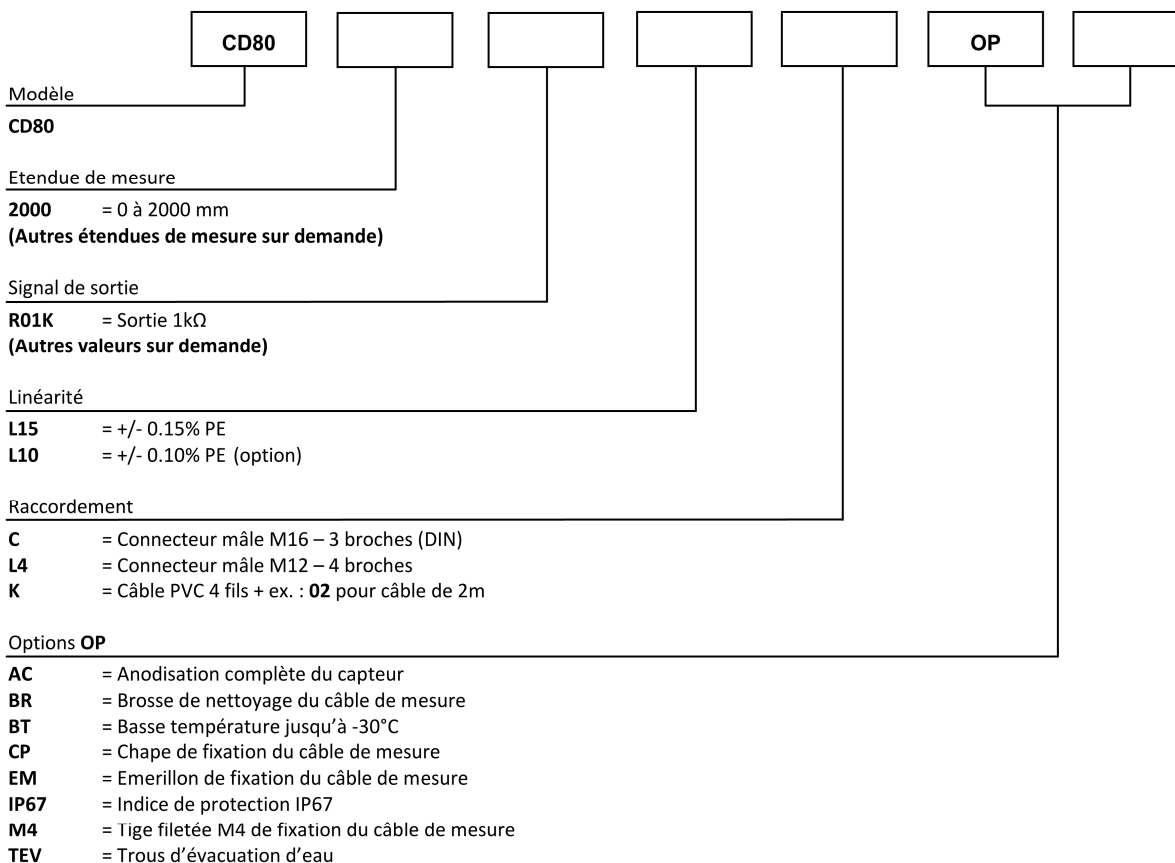 CD80 OP
Modèle
CD80
Etendue de mesure
2000 = 0 à 2000 mm
(Autres étendues de mesure sur demande)
Signal de sortie
R01K = Sortie 1kΩ
(Autres valeurs sur demande)
Linéarité
L15 = +/- 0.15% PE
L10 = +/- 0.10% PE (option)
Raccordement
C = Connecteur mâle M16 – 3 broches (DIN)
L4 = Connecteur mâle M12 – 4 broches
K = Câble PVC 4 fils + ex. : 02 pour câble de 2m
Options OP
AC = Anodisation complète du capteur
BR = Brosse de nettoyage du câble de mesure
BT = Basse température jusqu’à -30°C
CP = Chape de fixation du câble de mesure
EM = Emerillon de fixation du câble de mesure
IP67 = Indice de protection IP67
M4 = Tige filetée M4 de fixation du câble de mesure
TEV = Trous d’évacuation d’eau